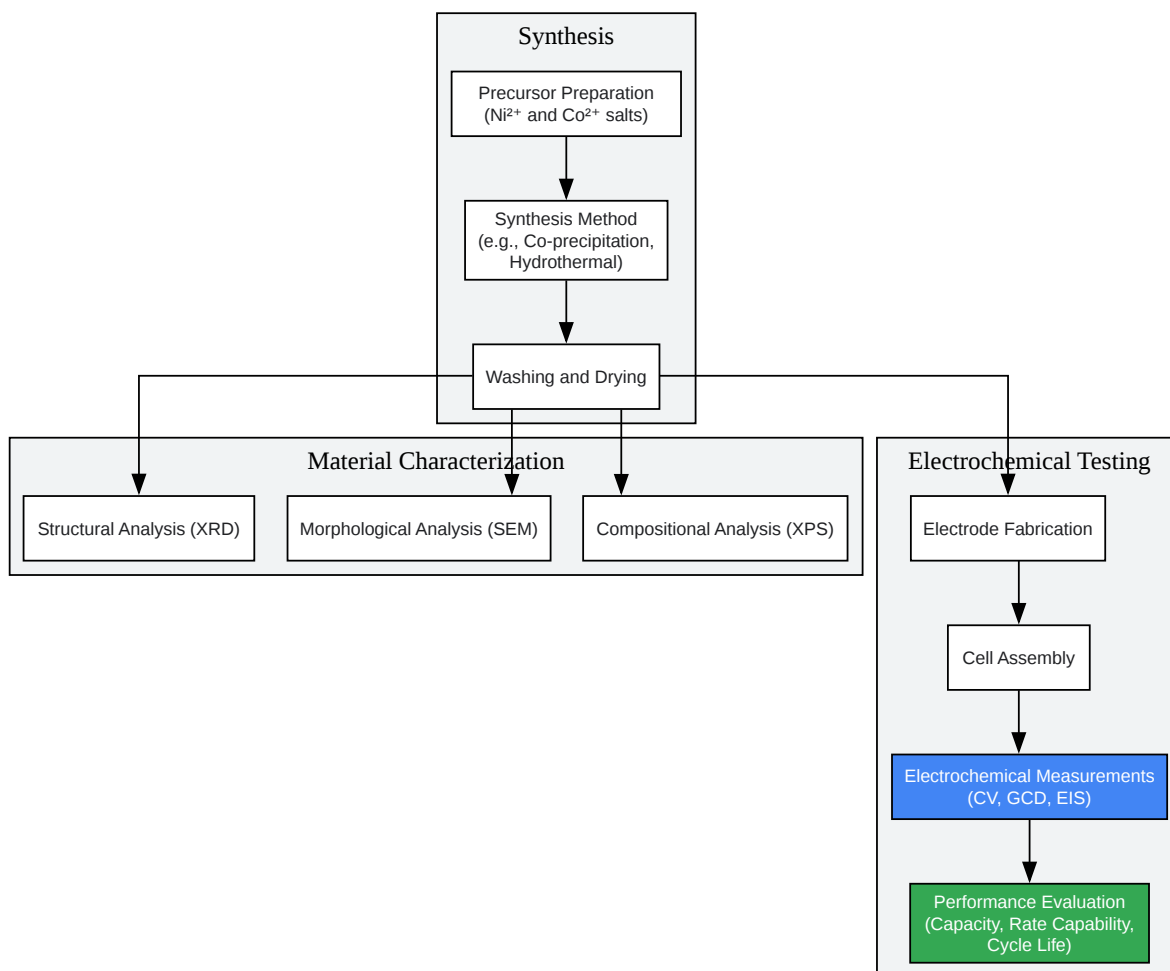 Synthesis
Precursor Preparation
(Ni²⁺ and Co²⁺ salts)
Synthesis Method
(e.g., Co-precipitation,
Hydrothermal)
Washing and Drying
Material Characterization
Structural Analysis (XRD)
Morphological Analysis (SEM)
Compositional Analysis (XPS)
Electrochemical Testing
Electrode Fabrication
Cell Assembly
Electrochemical Measurements
(CV, GCD, EIS)
Performance Evaluation
(Capacity, Rate Capability,
Cycle Life)